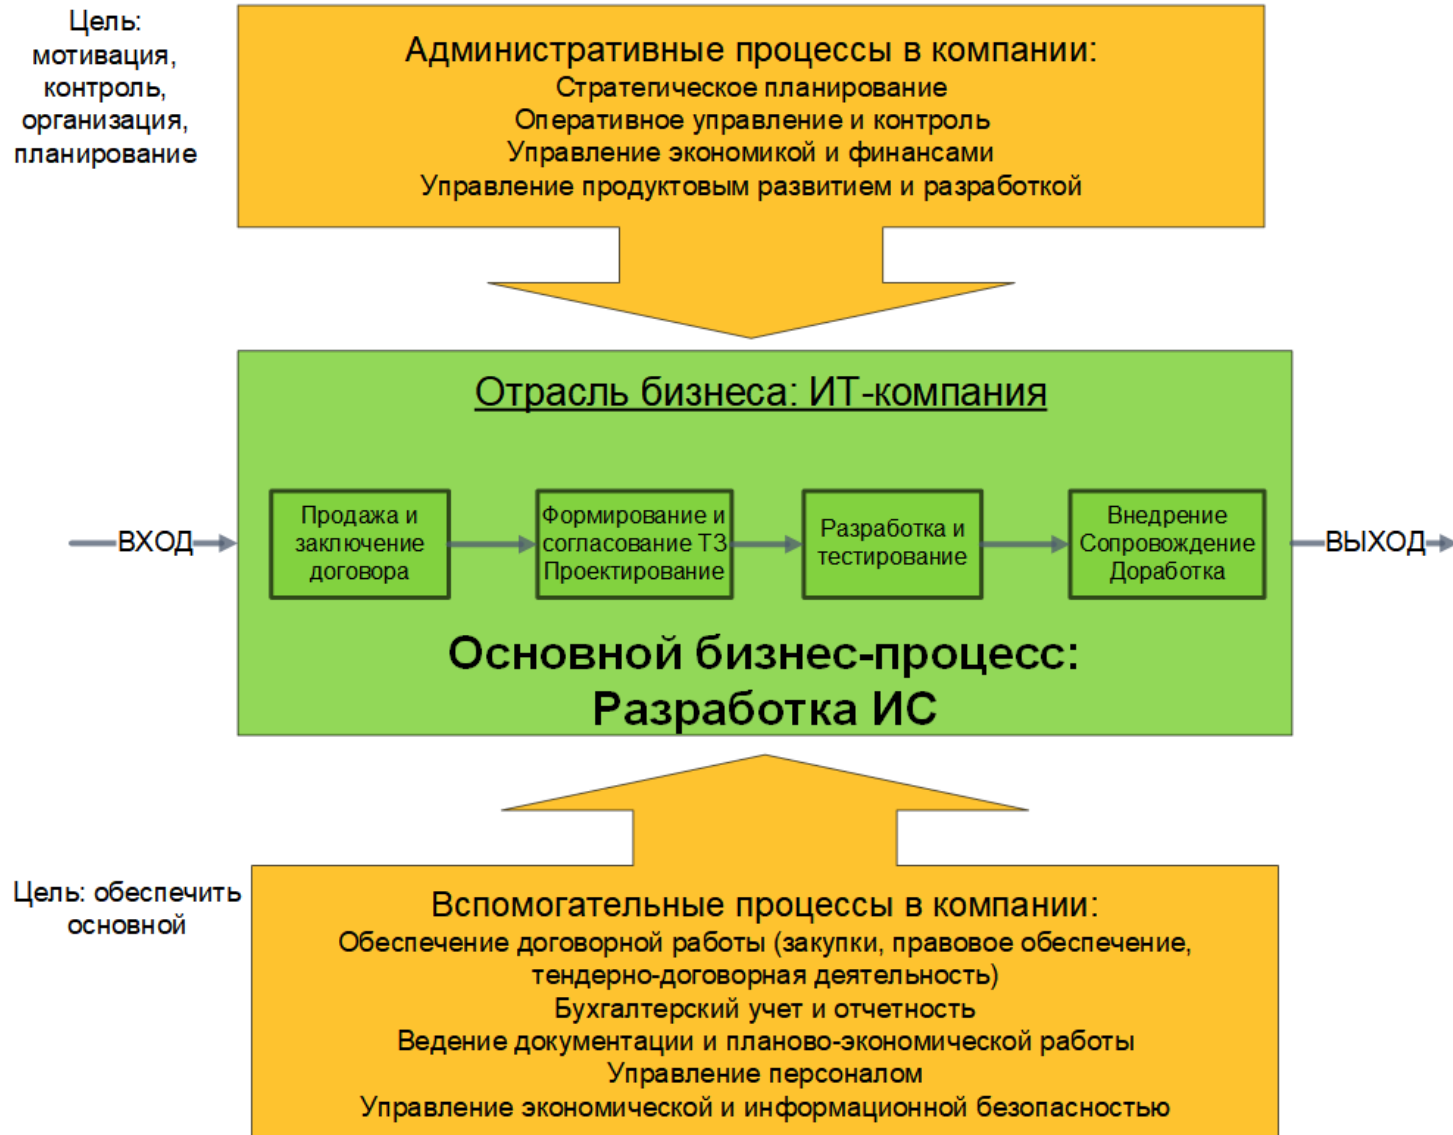 Цель:
мотивация,
контроль,
организация,
планирование
Административные процессы в компании:
Стратегическое планирование
Оперативное управление и контроль
Управление экономикой и финансами
Управление продуктовым развитием и разработкой
Отрасль бизнеса: ИТ-компания
ВХОД
Продажа и
заключение
договора
Формирование и
согласование ТЗ
Проектирование
Разработка и
тестирование
Внедрение
Сопровождение
Доработка
ВЫХОД
Основной бизнес-процесс:
Разработка ИС
Цель: обеспечить
основной
Вспомогательные процессы в компании:
Обеспечение договорной работы (закупки, правовое обеспечение,
тендерно-договорная деятельность)
Бухгалтерский учет и отчетность
Ведение документации и планово-экономической работы
Управление персоналом
Управление экономической и информационной безопасностью